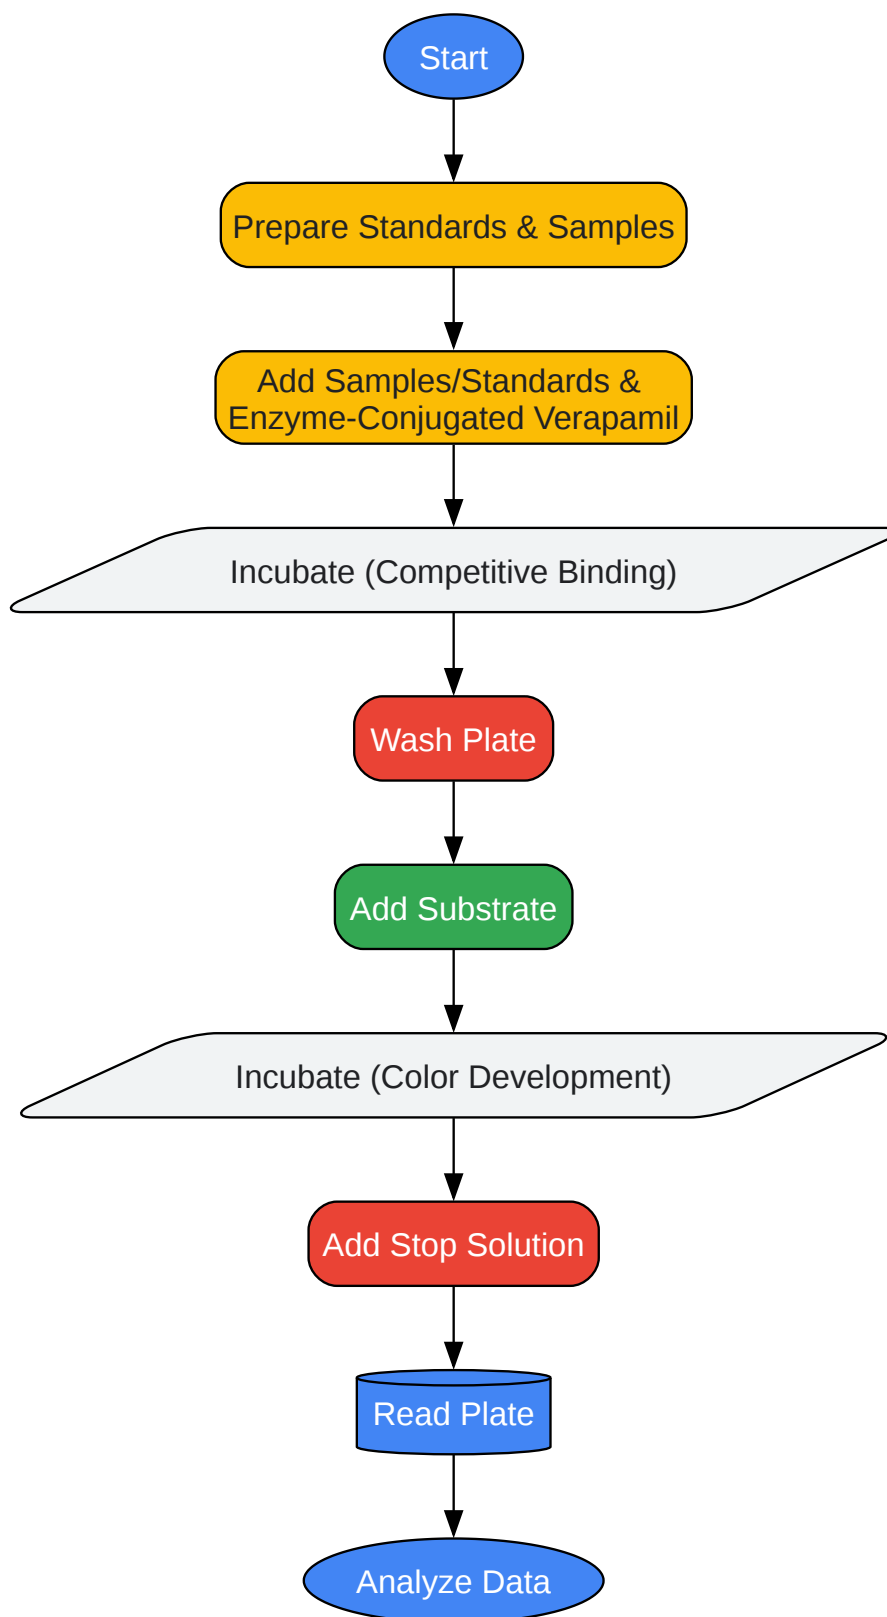 Start
Prepare Standards & Samples
Add Samples/Standards &
Enzyme-Conjugated Verapamil
Incubate (Competitive Binding)
Wash Plate
Add Substrate
Incubate (Color Development)
Add Stop Solution
Read Plate
Analyze Data